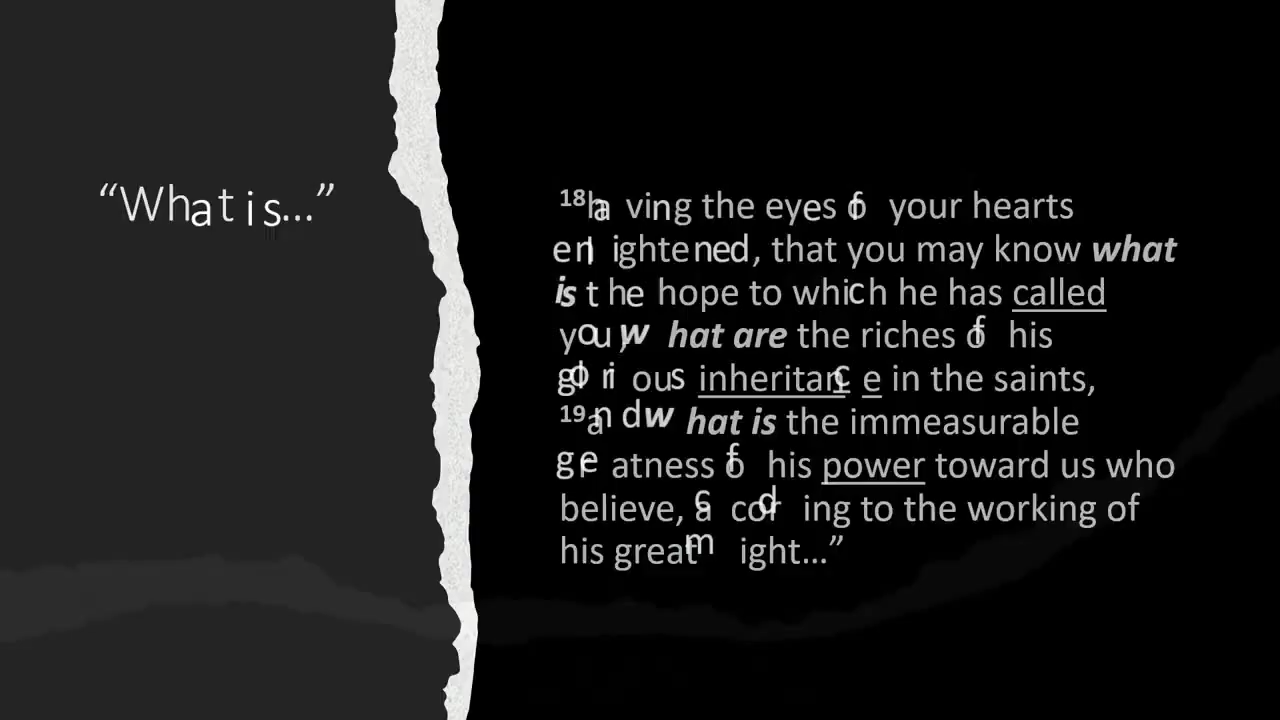 “What is...”
18having the eyes of your hearts
enlightened, that you may know what
is the hope to which he has called
you, what are the riches of his
glorious inheritance in the saints,
19and what is the immeasurable
greatness of his power toward us who
believe, according to the working of
his great might...”